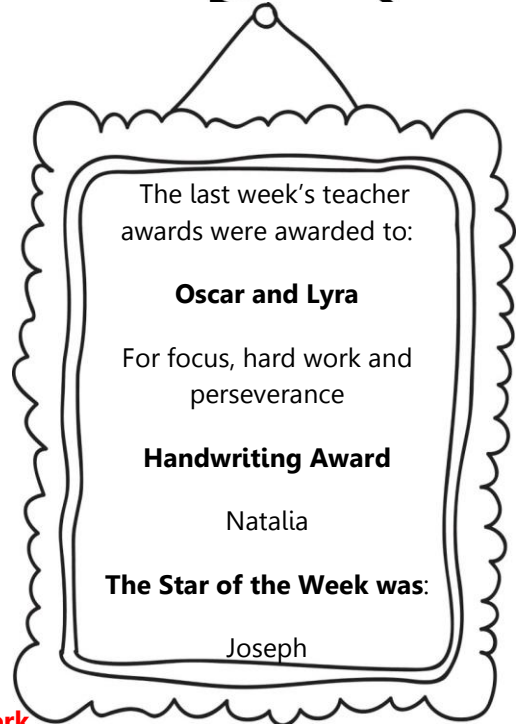 The last week’s teacher
awards were awarded to:
Oscar and Lyra
For focus, hard work and
perseverance
Handwriting Award
Natalia
The Star of the Week was:
Joseph